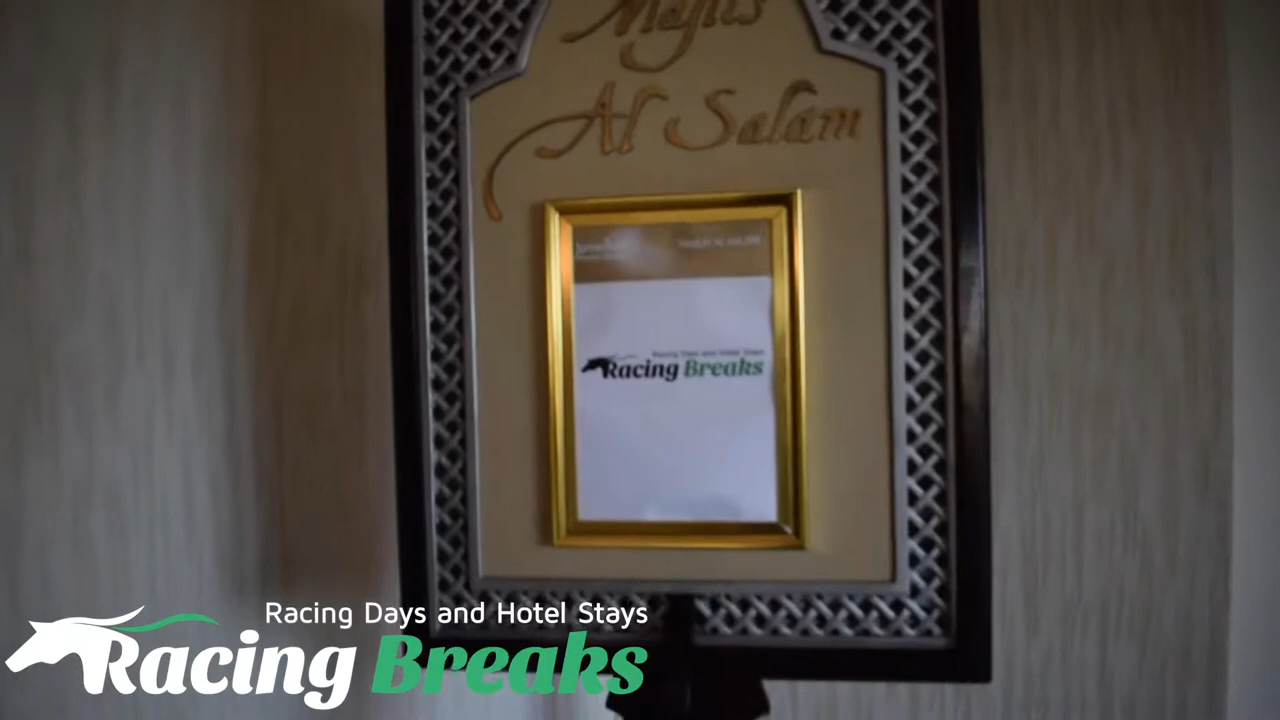 Majlis
Al Salam
Racing Days and Hotel Stays
Racing Breaks
Racing Days and Hotel Stays
Racing Breaks